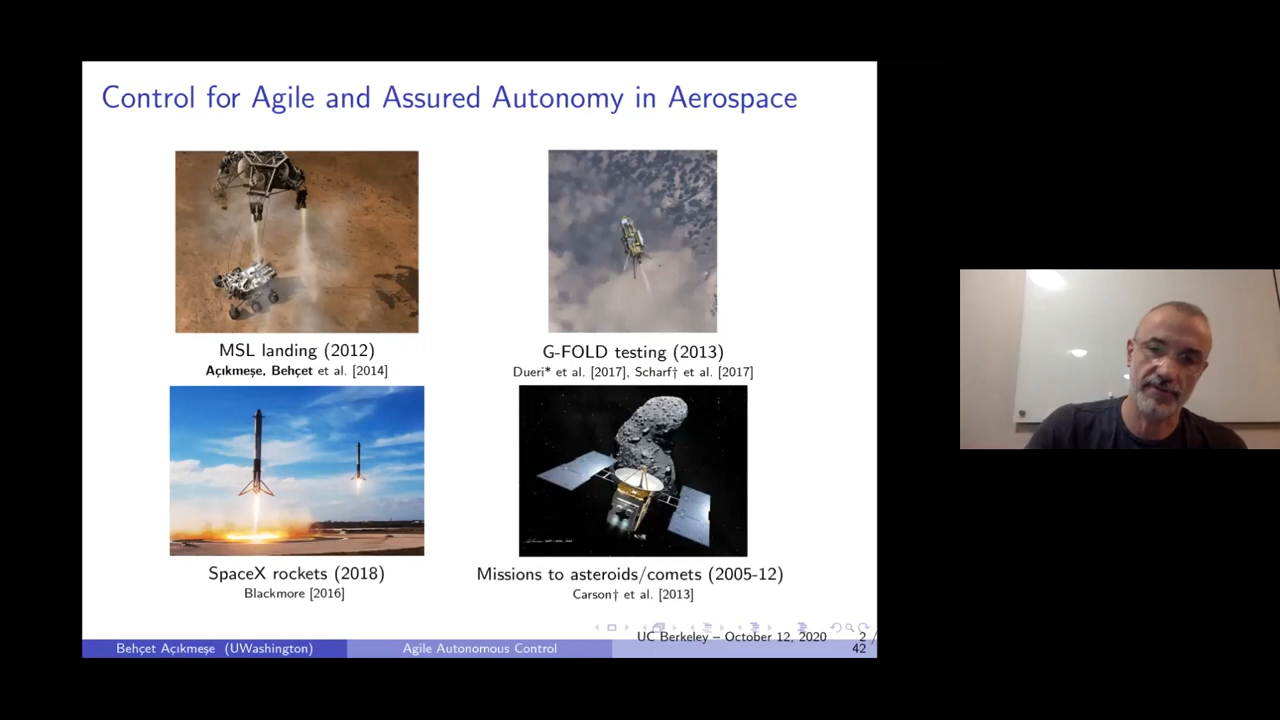 Control for Agile and Assured Autonomy in Aerospace
MSL landing (2012)
Açıkmeşe, Behçet et al. [2014]
G-FOLD testing (2013)
Dueri* et al. [2017], Scharf† et al. [2017]
SpaceX rockets (2018)
Blackmore [2016]
Missions to asteroids/comets (2005-12)
Carson† et al. [2013]
UC Berkeley – October 12, 2020 2 /
Behçet Açıkmeşe (UWashington) Agile Autonomous Control 42